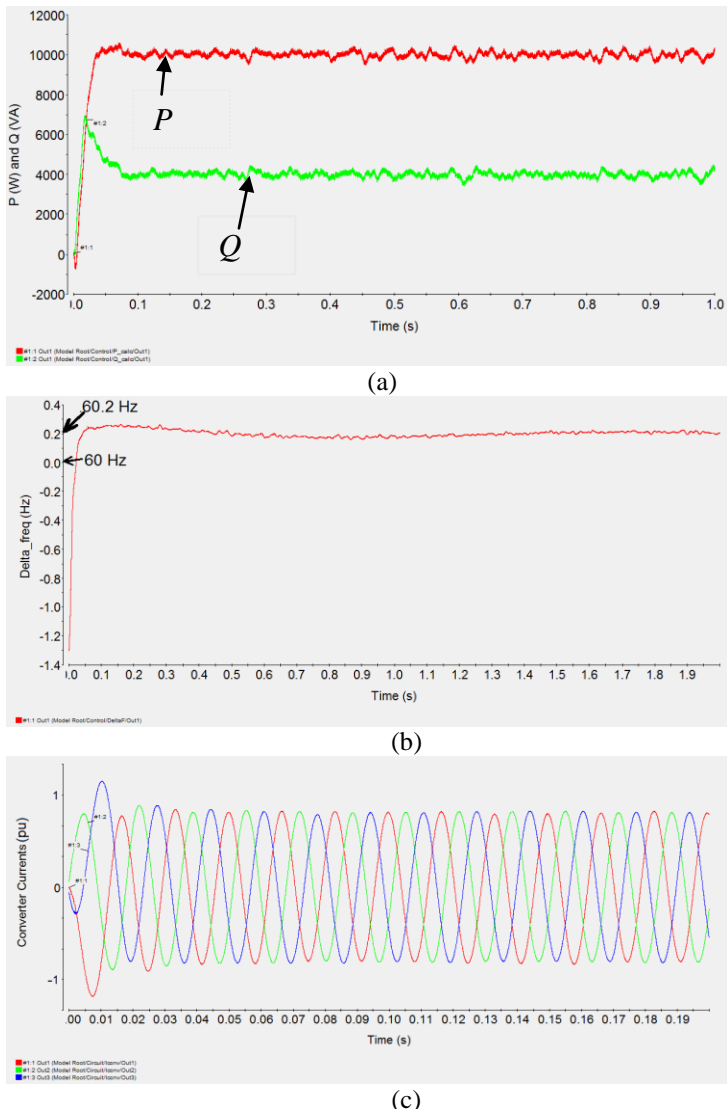 12000
10000
8000
6000
4000
2000
0
-2000
P (W) and Q (VA)
P
Q
#1:2
#1:1
1.0 0.1 0.2 0.3 0.4 0.5 0.6 0.7 0.8 0.9 1.0
Time (s)
#1:1 Out1 (Model Root/Control/P_calc/Out1)
#1:2 Out1 (Model Root/Control/Q_calc/Out1)
(a)
0.4
0.2
0.0
-0.2
-0.4
-0.6
-0.8
-1.0
-1.2
-1.4
Delta_freq (Hz)
60.2 Hz
60 Hz
1.0 0.1 0.2 0.3 0.4 0.5 0.6 0.7 0.8 0.9 1.0 1.1 1.2 1.3 1.4 1.5 1.6 1.7 1.8 1.9
Time (s)
#1:1 Out1 (Model Root/Control/DeltaF/Out1)
(b)
1
0
-1
Converter Currents (pu)
#1:2
#1:3
#1:1
.00 0.01 0.02 0.03 0.04 0.05 0.06 0.07 0.08 0.09 0.10 0.11 0.12 0.13 0.14 0.15 0.16 0.17 0.18 0.19
Time (s)
#1:1 Out1 (Model Root/Circuit/Iconv/Out1)
#1:2 Out2 (Model Root/Circuit/Iconv/Out2)
#1:3 Out3 (Model Root/Circuit/Iconv/Out3)
(c)